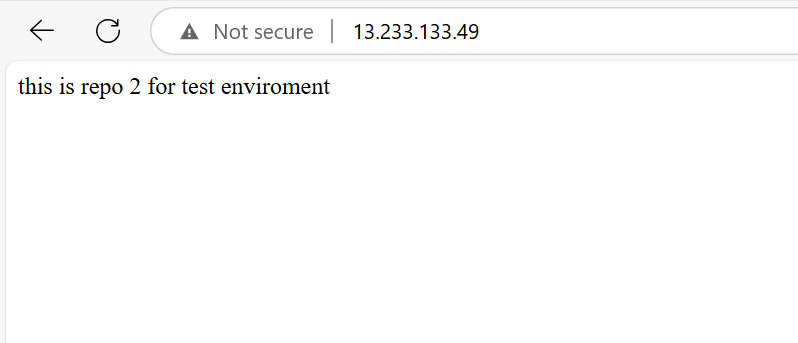 Not secure | 13.233.133.49
this is repo 2 for test enviroment